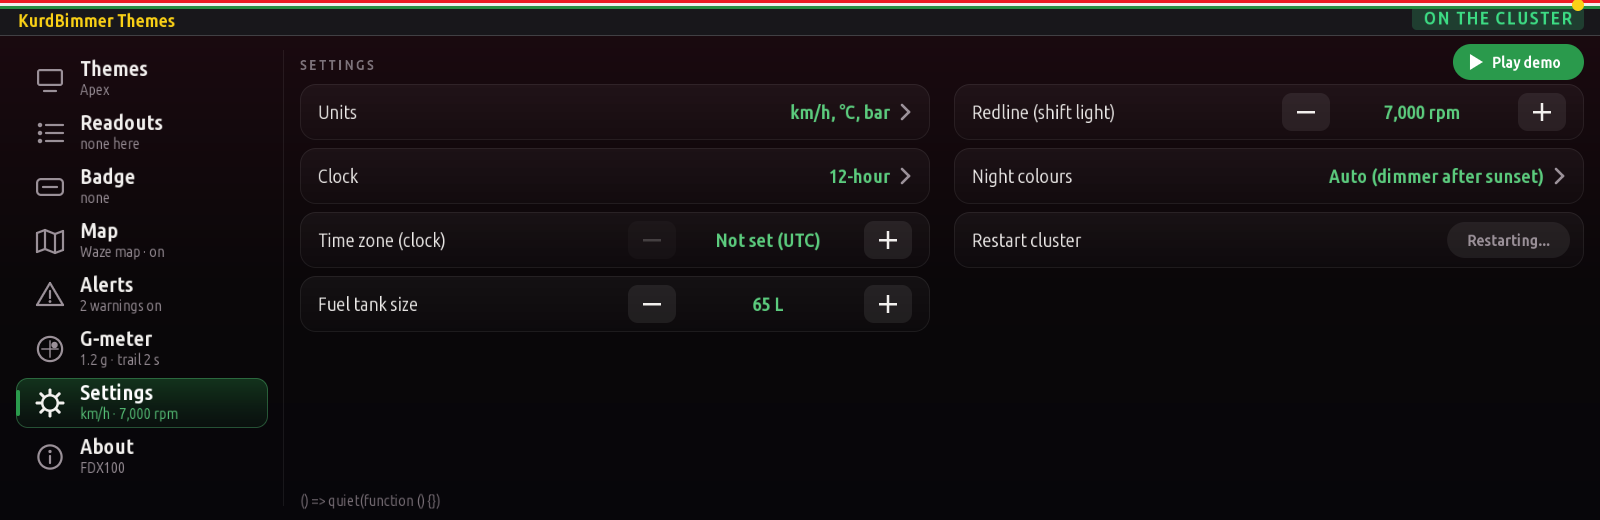 KurdBimmer Themes
ON THE CLUSTER
Themes
Apex
Readouts
none here
Badge
none
Map
Waze map · on
Alerts
2 warnings on
G-meter
1.2 g · trail 2 s
Settings
km/h · 7,000 rpm
About
FDX100
SETTINGS
Play demo
Units
km/h, °C, bar
Redline (shift light)
7,000 rpm
Clock
12-hour
Night colours
Auto (dimmer after sunset)
Time zone (clock)
Not set (UTC)
Restart cluster
Restarting...
Fuel tank size
65 L
() => quiet(function () {})